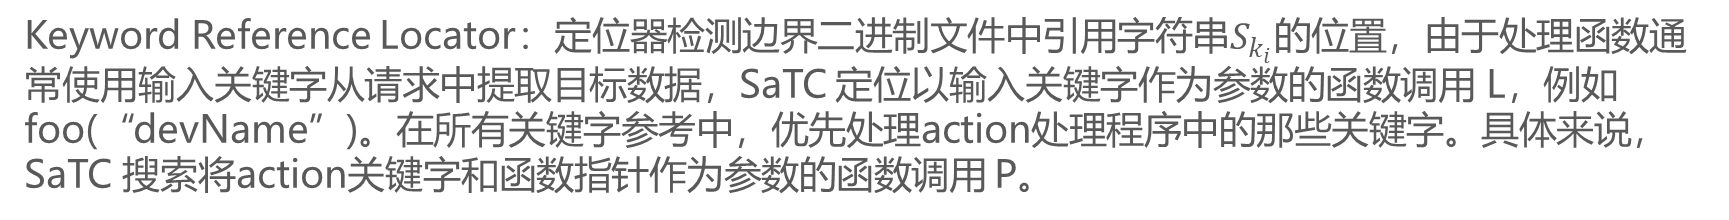 Keyword Reference Locator：定位器检测边界二进制文件中引用字符串$S_{k_i}$的位置，由于处理函数通
常使用输入关键字从请求中提取目标数据，SaTC 定位以输入关键字作为参数的函数调用 L，例如
foo(“devName”)。在所有关键字参考中，优先处理action处理程序中的那些关键字。具体来说，
SaTC 搜索将action关键字和函数指针作为参数的函数调用 P。